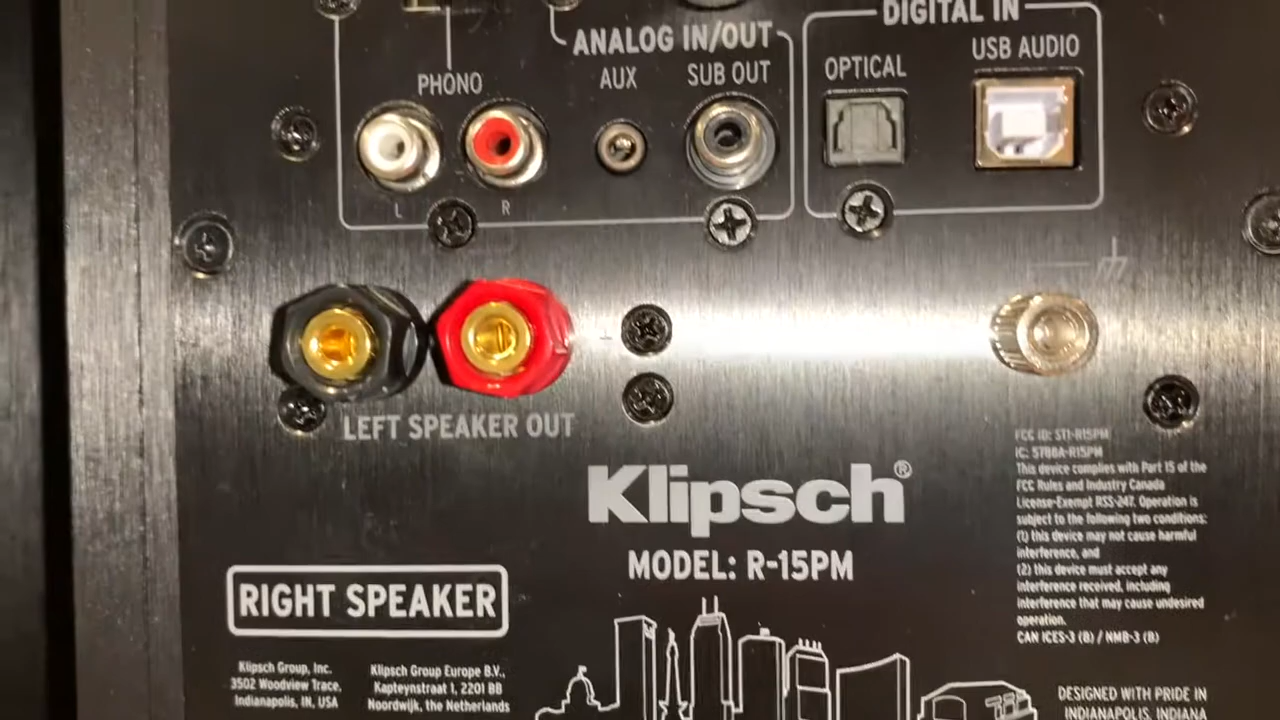 DIGITAL IN
ANALOG IN/OUT
USB AUDIO
PHONO
AUX
SUB OUT
OPTICAL
L
R
LEFT SPEAKER OUT
Klipsch®
MODEL: R-15PM
RIGHT SPEAKER
Klipsch Group, Inc.
3502 Woodview Trace,
Indianapolis, IN, USA
Klipsch Group Europe B.V.,
Kapteynstraat 1, 2201 BB
Noordwijk, the Netherlands
FCC ID: STI-R15PM
IC: 5788A-R15PM
This device complies with Part 15 of the
FCC Rules and Industry Canada
License-Exempt RSS-247. Operation is
subject to the following two conditions:
(1) this device may not cause harmful
interference, and
(2) this device must accept any
interference received, including
interference that may cause undesired
operation.
CAN ICES-3 (B) / NMB-3 (B)
DESIGNED WITH PRIDE IN
INDIANAPOLIS, INDIANA